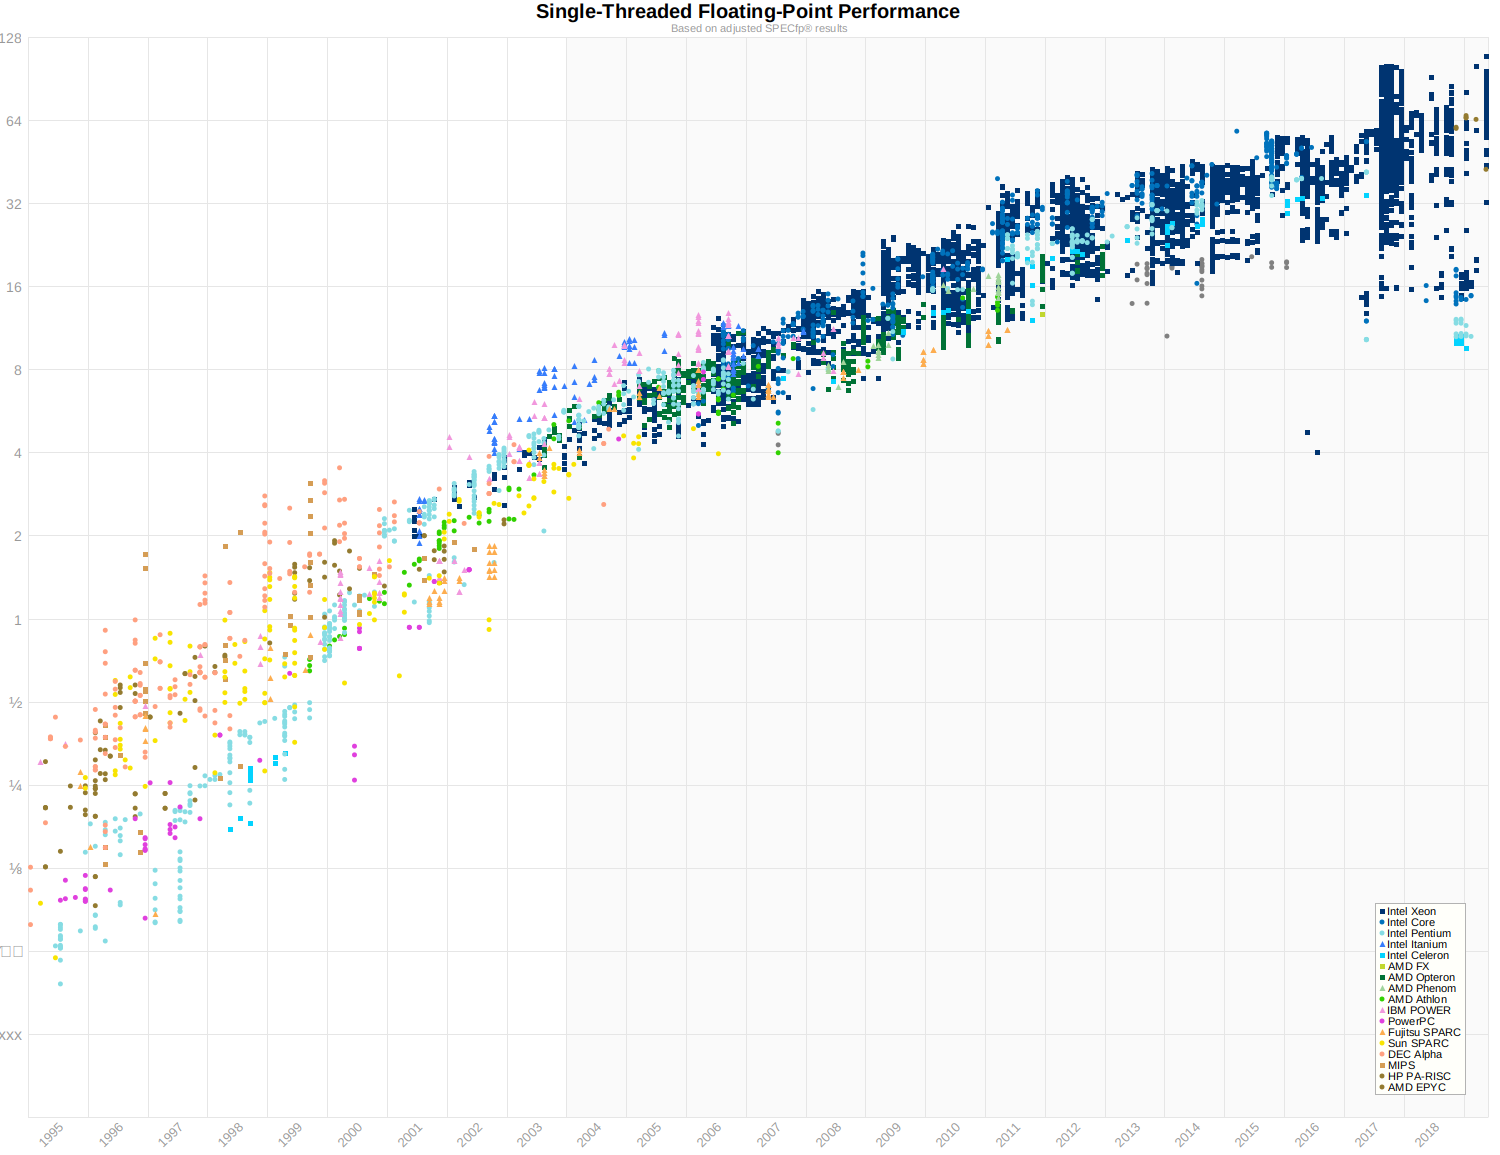 Single-Threaded Floating-Point Performance
Based on adjusted SPECfp® results
128
64
32
16
8
4
2
1
½
¼
⅛
xxx
1995
1996
1997
1998
1999
2000
2001
2002
2003
2004
2005
2006
2007
2008
2009
2010
2011
2012
2013
2014
2015
2016
2017
2018
Intel Xeon
Intel Core
Intel Pentium
Intel Itanium
Intel Celeron
AMD FX
AMD Opteron
AMD Phenom
AMD Athlon
IBM POWER
PowerPC
Fujitsu SPARC
Sun SPARC
DEC Alpha
MIPS
HP PA-RISC
AMD EPYC